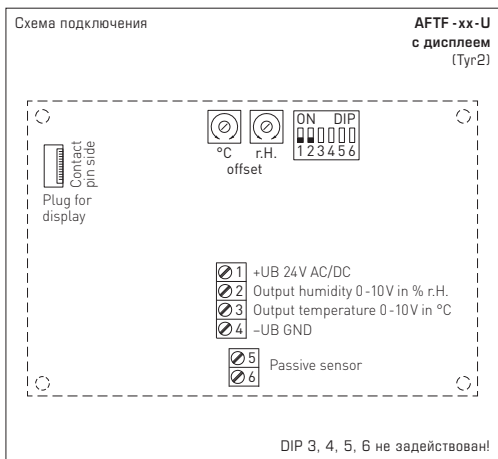 Схема подключения
AFTF-xx-U
с дисплеем
(Tyr2)
ON DIP
1 2 3 4 5 6
°C r.H.
offset
Contact
pin side
Plug for
display
1 +UB 24V AC/DC
2 Output humidity 0-10V in % r.H.
3 Output temperature 0-10V in °C
4 –UB GND
5
Passive sensor
6
DIP 3, 4, 5, 6 не задействован!